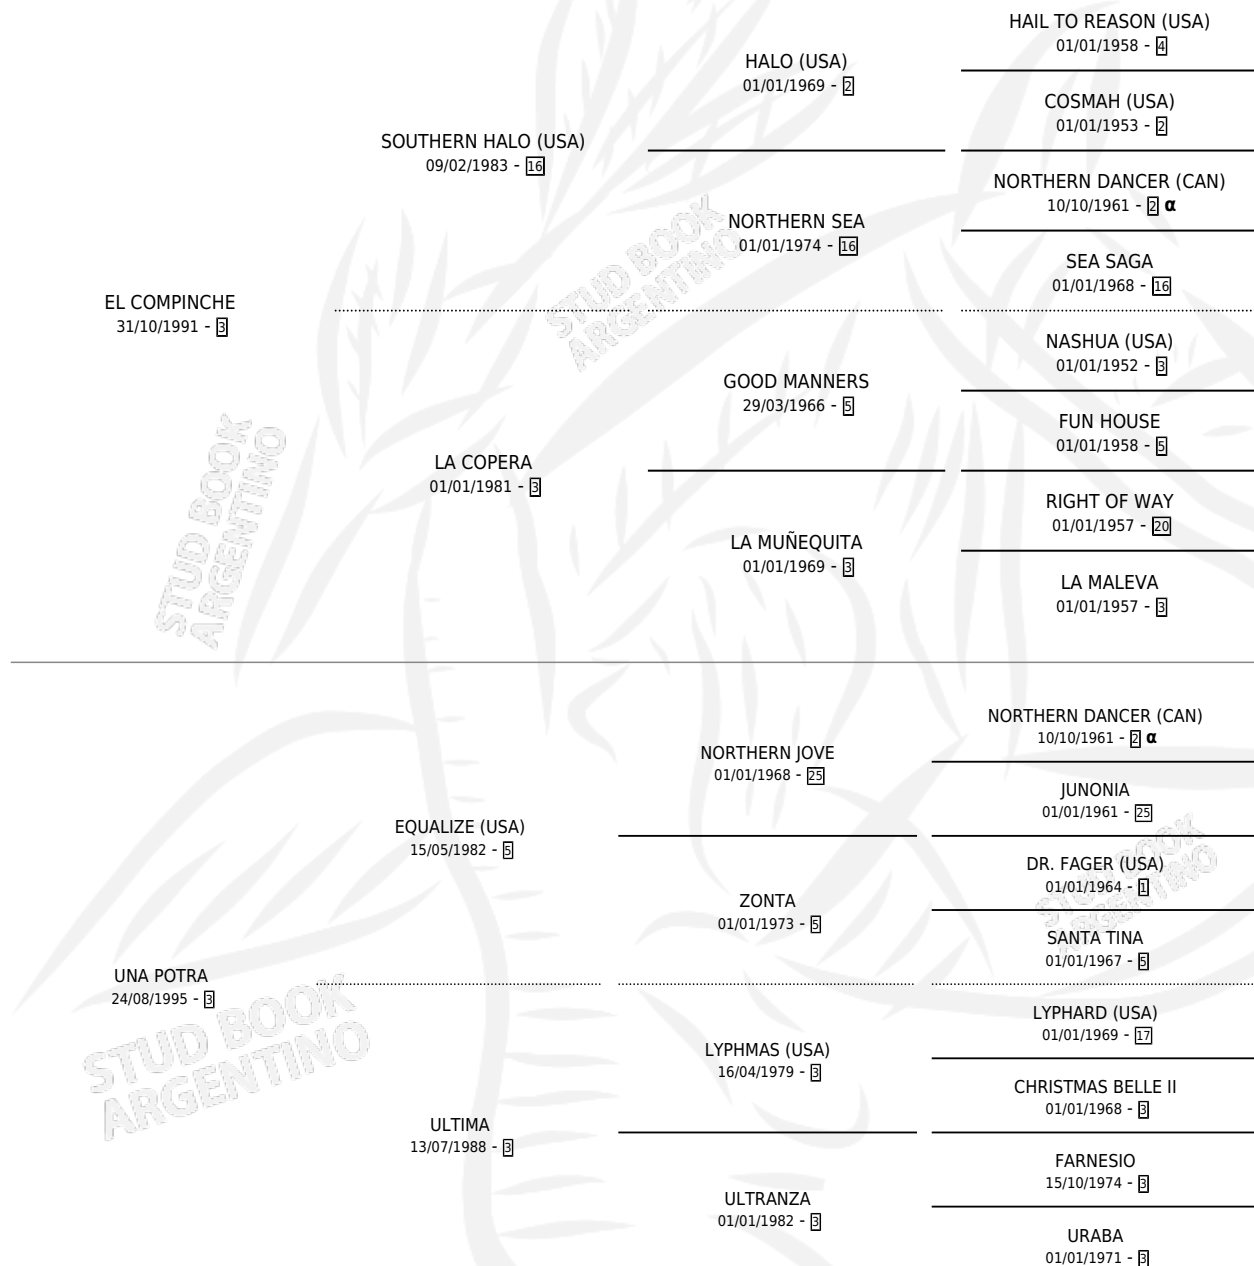 HAIL TO REASON (USA)
01/01/1958 - 4
HALO (USA)
01/01/1969 - 2
COSMAH (USA)
01/01/1953 - 2
SOUTHERN HALO (USA)
09/02/1983 - 16
NORTHERN DANCER (CAN)
10/10/1961 - 2 α
NORTHERN SEA
01/01/1974 - 16
SEA SAGA
01/01/1968 - 16
STUD BOOK
ARGENTINO
EL COMPINCHE
31/10/1991 - 3
NASHUA (USA)
01/01/1952 - 3
GOOD MANNERS
29/03/1966 - 5
FUN HOUSE
01/01/1958 - 5
LA COPERA
01/01/1981 - 3
RIGHT OF WAY
01/01/1957 - 20
LA MUÑEQUITA
01/01/1969 - 3
LA MALEVA
01/01/1957 - 3
STUD BOOK
ARGENTINO
NORTHERN DANCER (CAN)
10/10/1961 - 2 α
NORTHERN JOVE
01/01/1968 - 25
JUNONIA
01/01/1961 - 25
EQUALIZE (USA)
15/05/1982 - 5
DR. FAGER (USA)
01/01/1964 - 1
ZONTA
01/01/1973 - 5
SANTA TINA
01/01/1967 - 5
STUD BOOK
ARGENTINO
UNA POTRA
24/08/1995 - 3
LYPHARD (USA)
01/01/1969 - 17
LYPHMAS (USA)
16/04/1979 - 3
CHRISTMAS BELLE II
01/01/1968 - 3
STUD BOOK
ARGENTINO
ULTIMA
13/07/1988 - 3
FARNESIO
15/10/1974 - 3
ULTRANZA
01/01/1982 - 3
URABA
01/01/1971 - 3